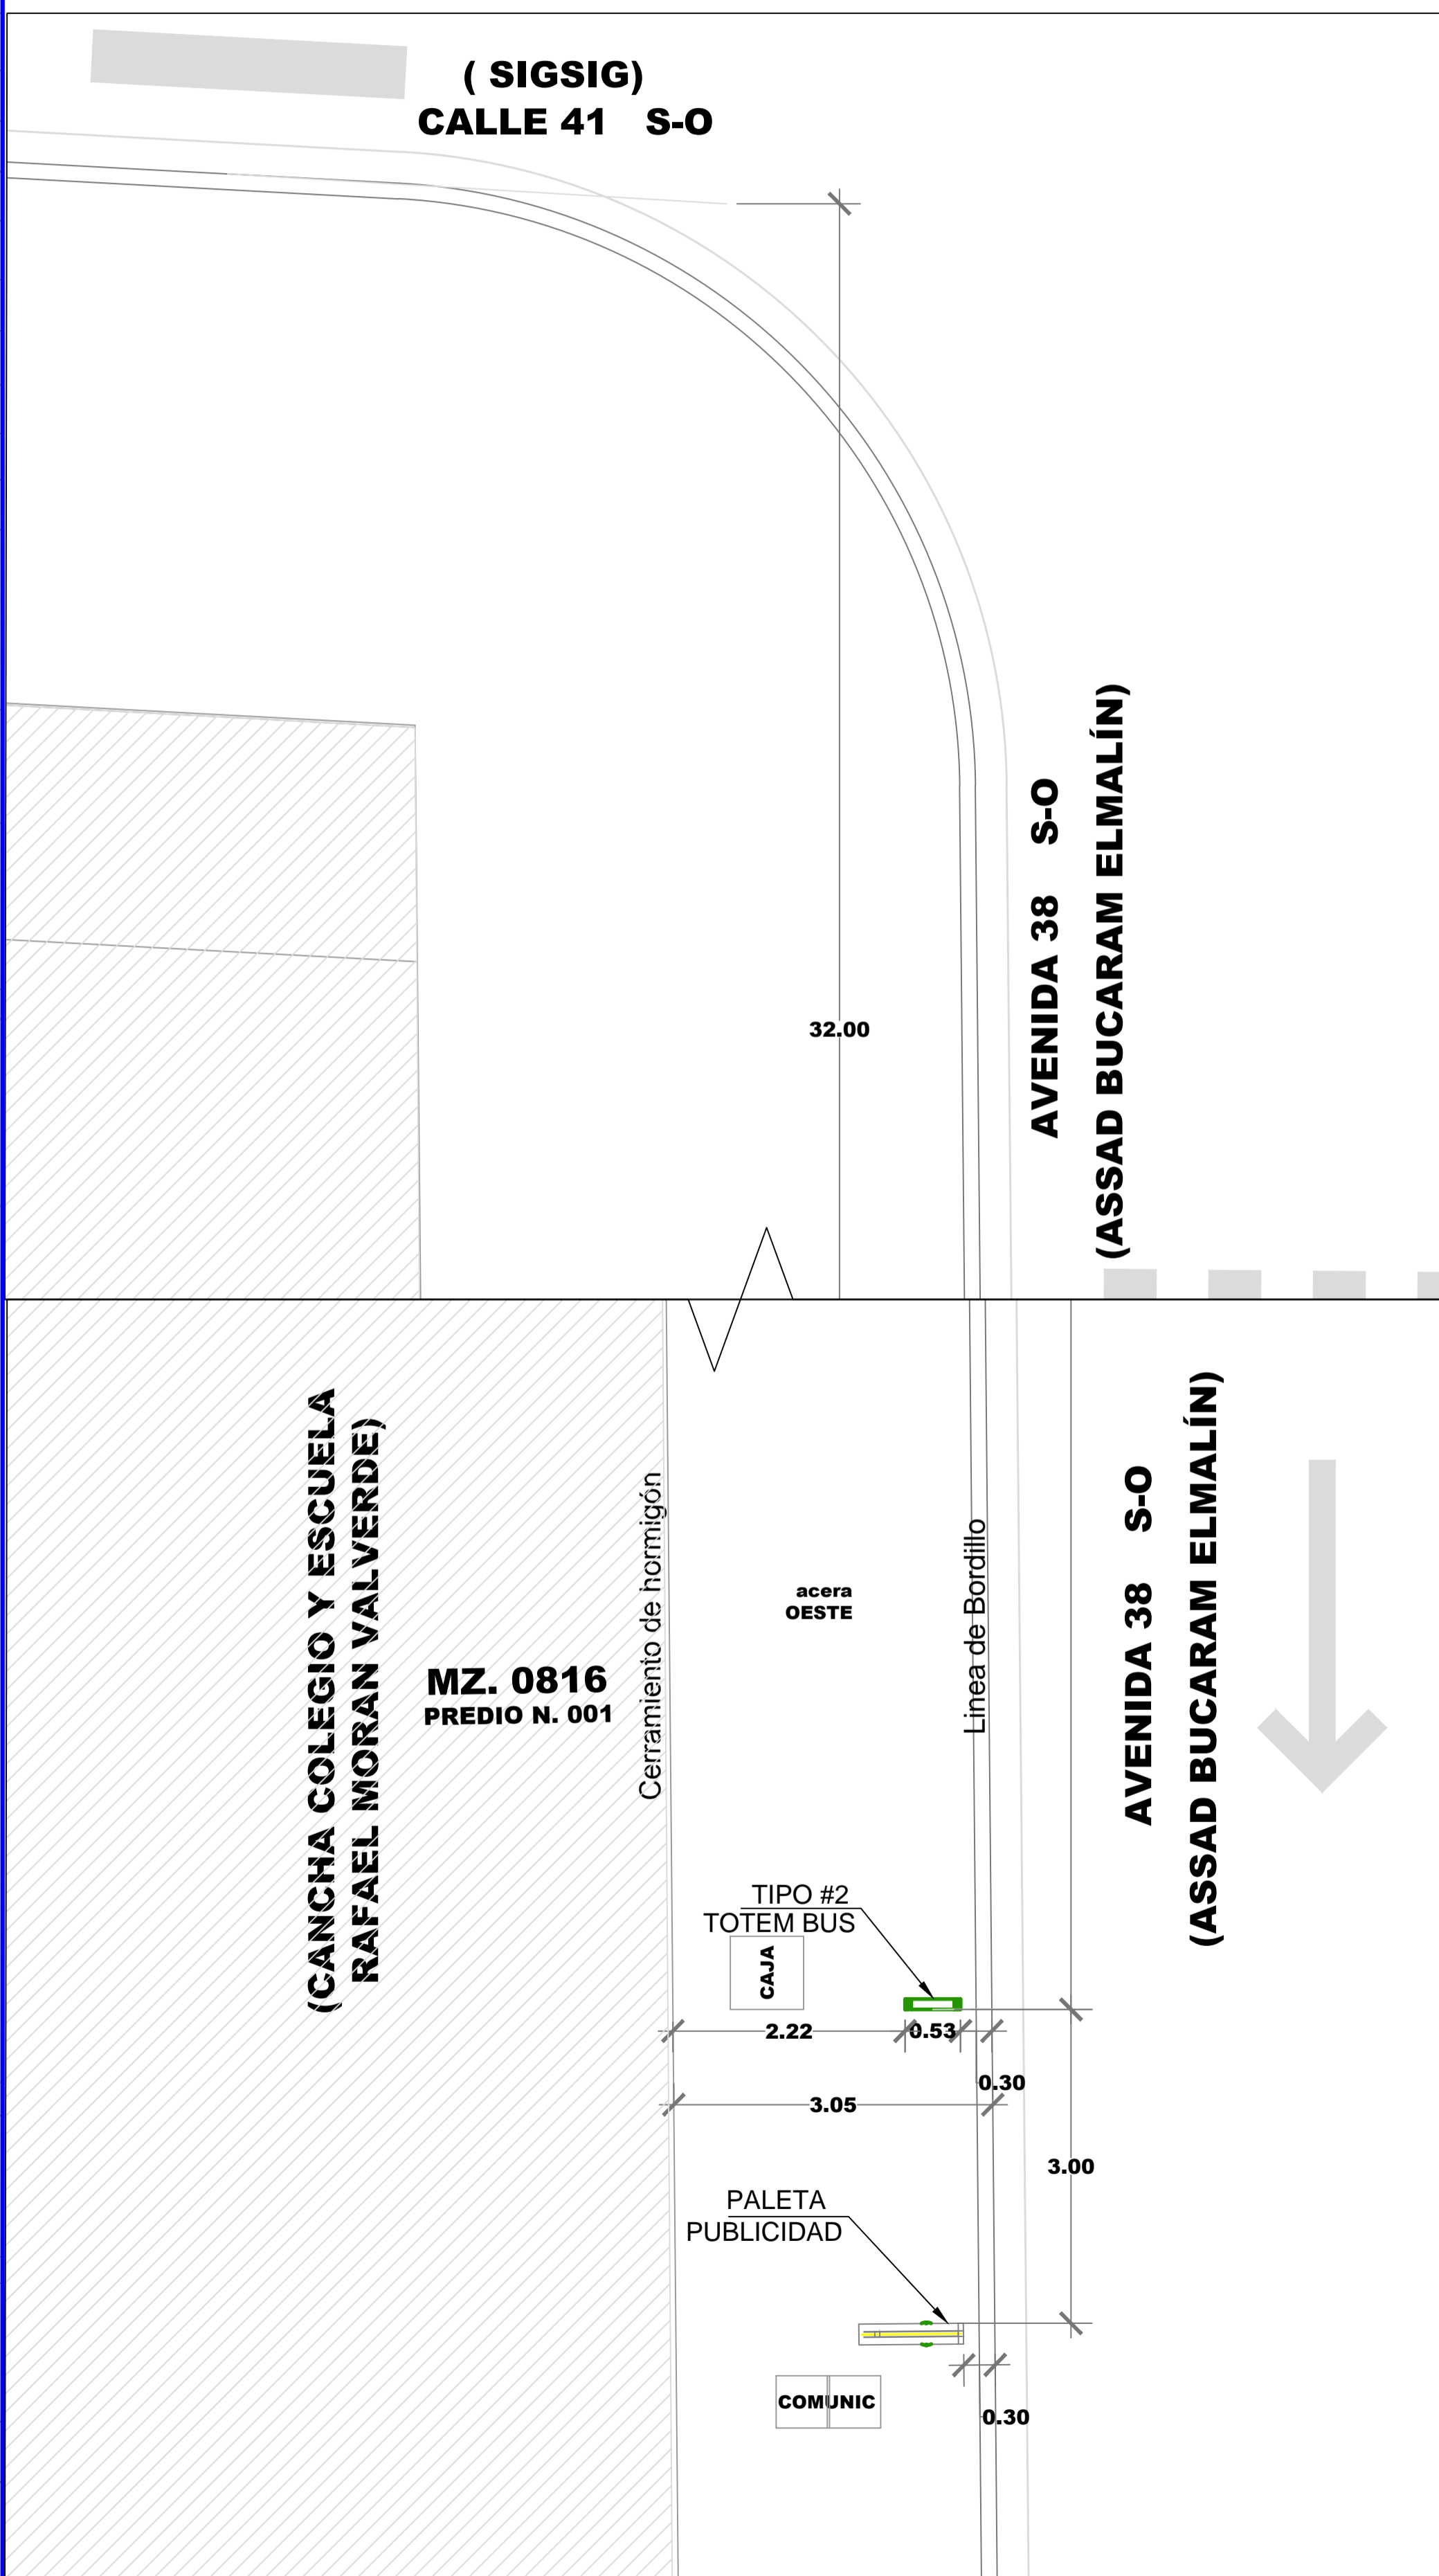 ( SIGSIG)
CALLE 41 S-O
AVENIDA 38 S-O
(ASSAD BUCARAM ELMALÍN)
32.00
(CANCHA COLEGIO Y ESCUELA
RAFAEL MORAN VALVERDE)
MZ. 0816
PREDIO N. 001
Cerramiento de hormigón
acera
OESTE
Linea de Bordillo
AVENIDA 38 S-O
(ASSAD BUCARAM ELMALÍN)
TIPO #2
TOTEM BUS
CAJA
2.22
0.53
0.30
3.05
3.00
PALETA
PUBLICIDAD
COMUNIC
0.30